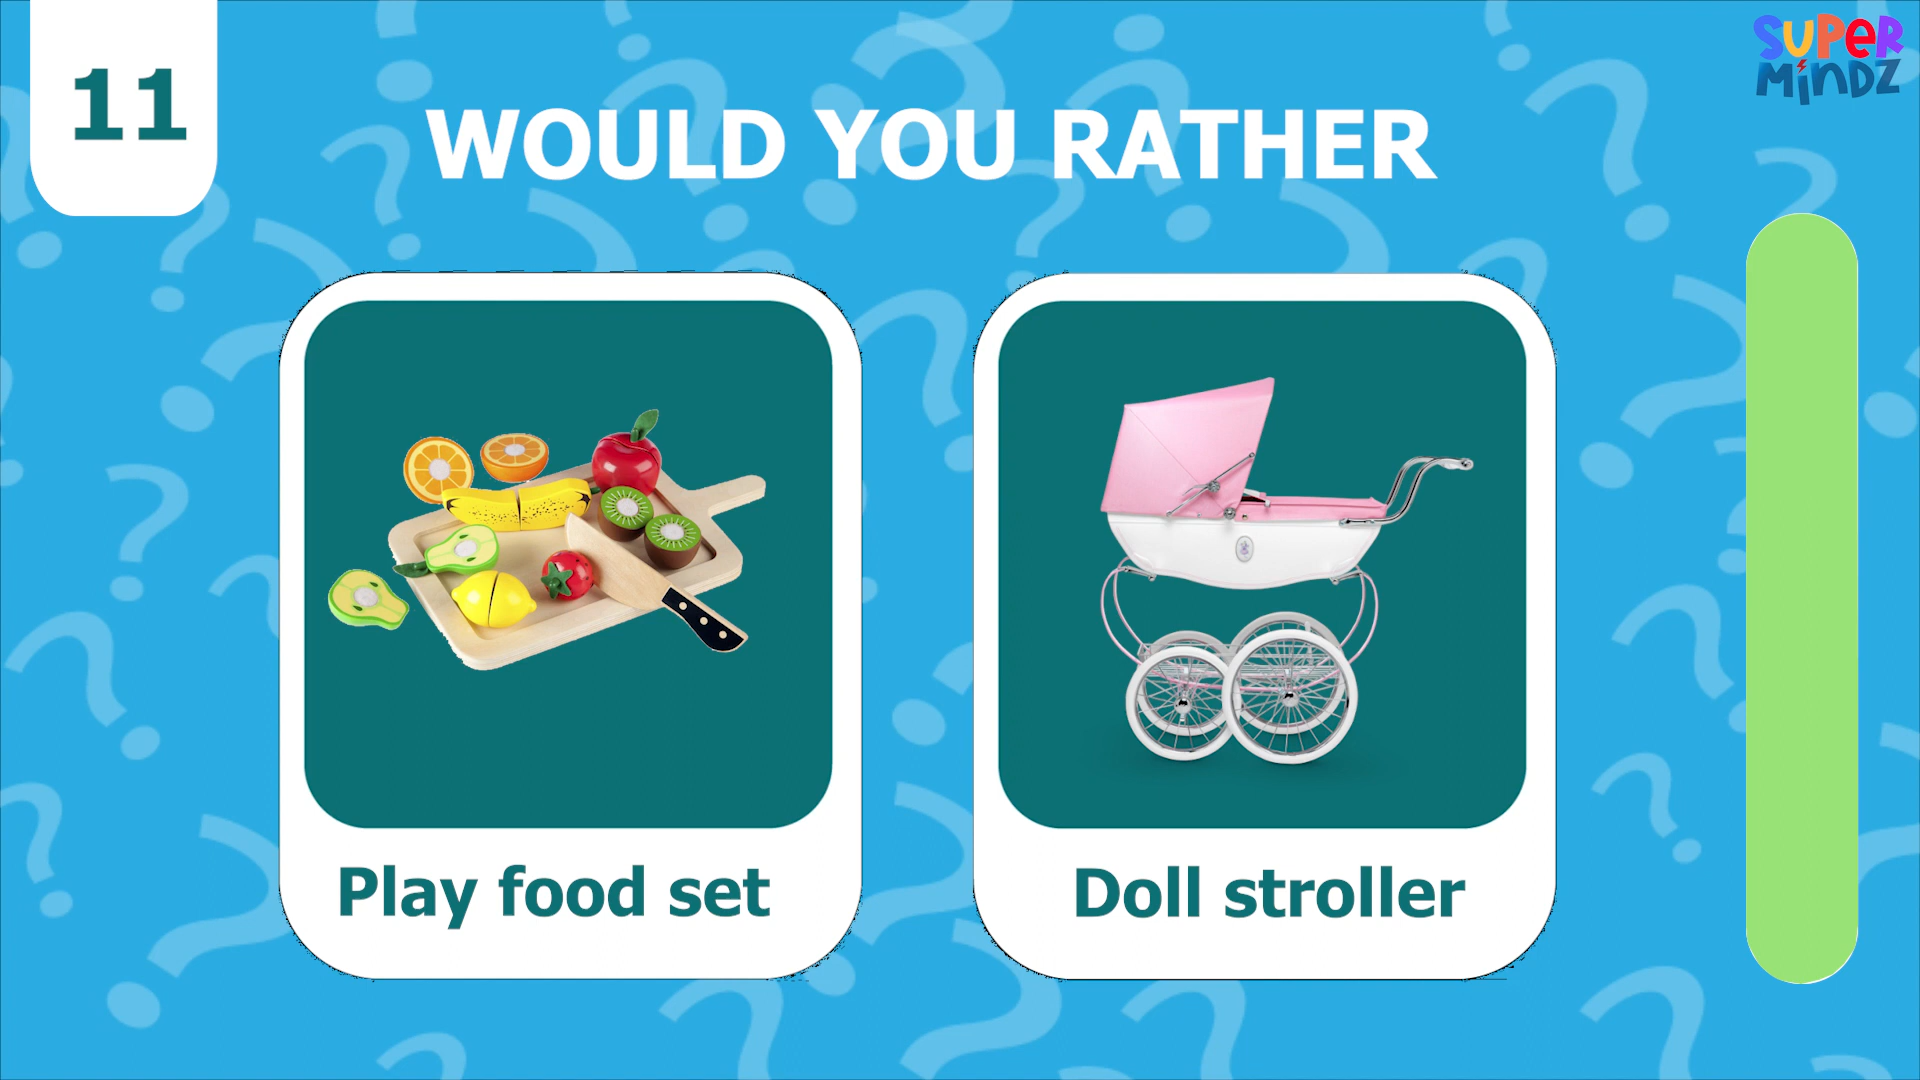 11
SUPER
MINDZ
WOULD YOU RATHER
Play food set
Doll stroller